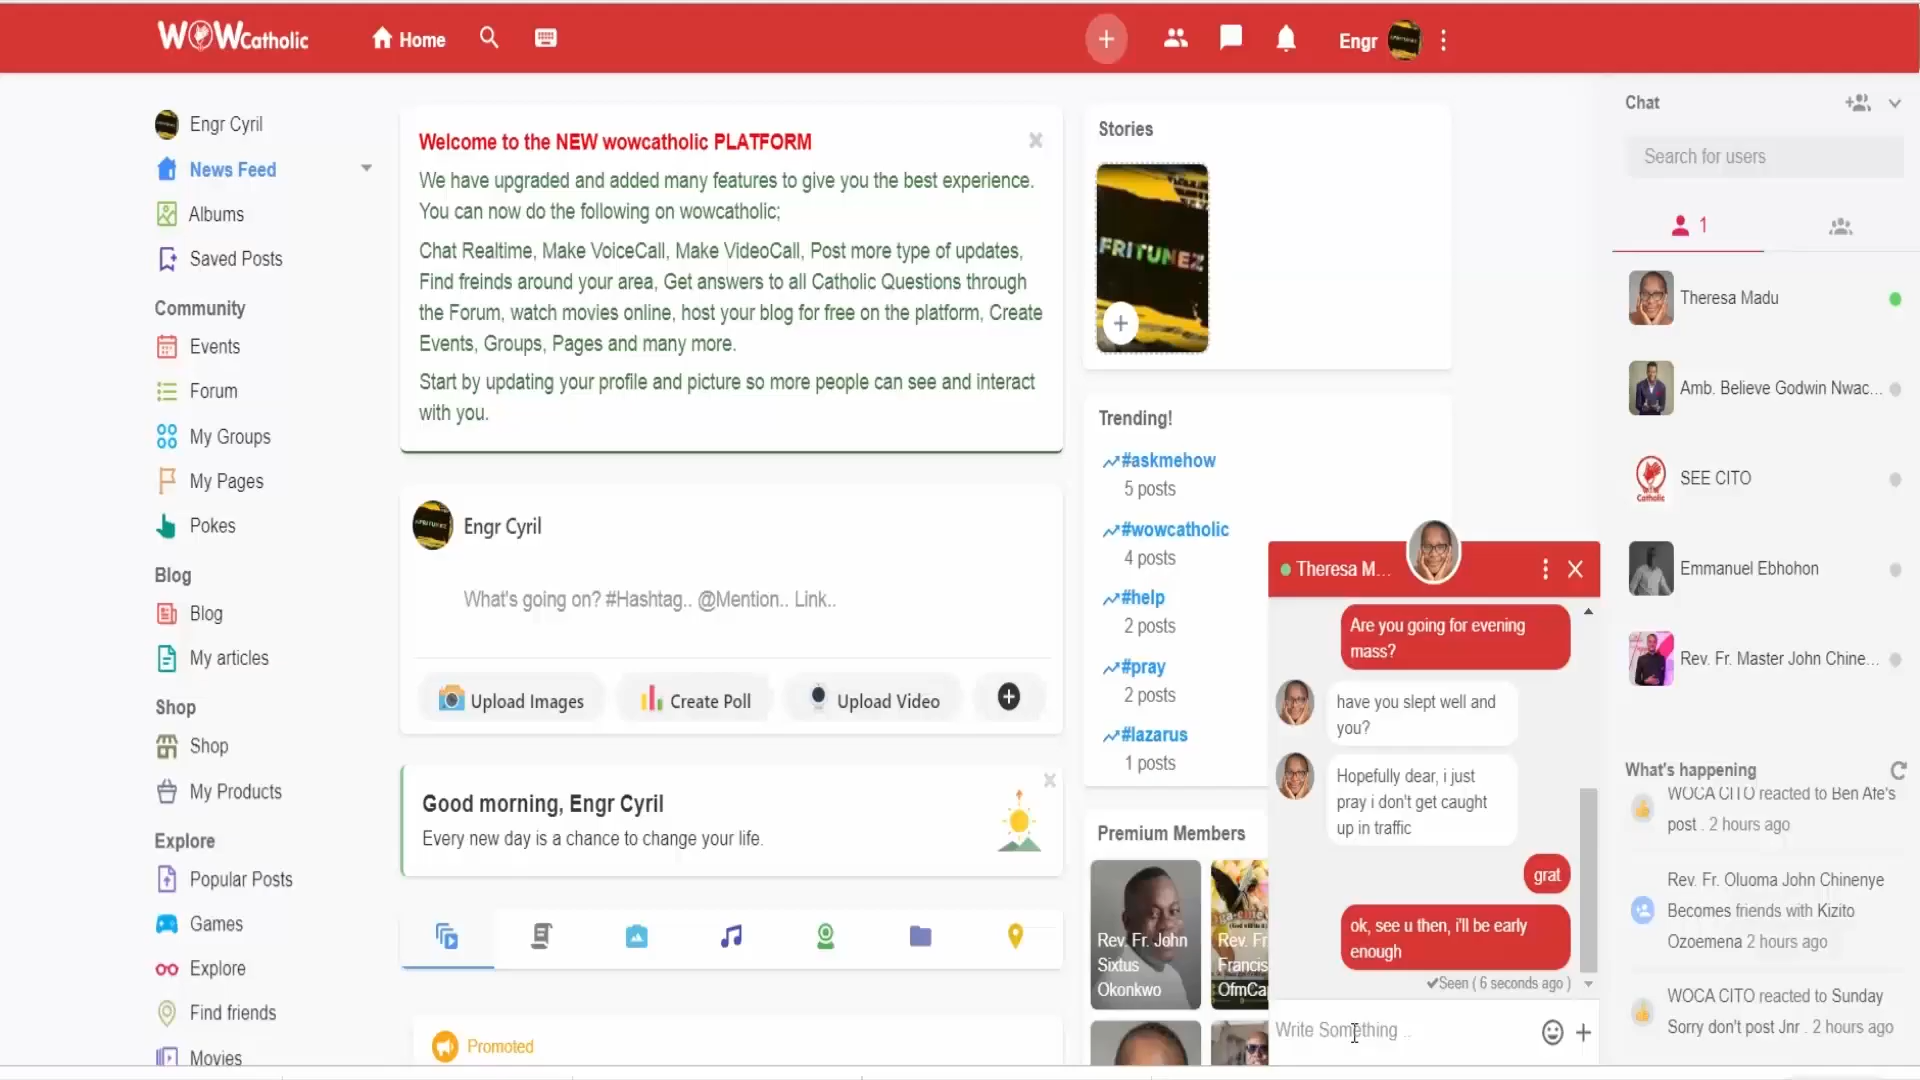 WOWCatholic
Home
Engr
Engr Cyril
News Feed
Albums
Saved Posts
Community
Events
Forum
My Groups
My Pages
Pokes
Blog
Blog
My articles
Shop
Shop
My Products
Explore
Popular Posts
Games
Explore
Find friends
Movies
Welcome to the NEW wowcatholic PLATFORM
We have upgraded and added many features to give you the best experience.
You can now do the following on wowcatholic;
Chat Realtime, Make VoiceCall, Make VideoCall, Post more type of updates,
Find freinds around your area, Get answers to all Catholic Questions through
the Forum, watch movies online, host your blog for free on the platform, Create
Events, Groups, Pages and many more.
Start by updating your profile and picture so more people can see and interact
with you.
Engr Cyril
What's going on? #Hashtag.. @Mention.. Link..
Upload Images
Create Poll
Upload Video
Good morning, Engr Cyril
Every new day is a chance to change your life.
Promoted
Stories
FRITUNEZ
Trending!
#askmehow
5 posts
#wowcatholic
4 posts
#help
2 posts
#pray
2 posts
#lazarus
1 posts
Premium Members
Rev. Fr. John
Sixtus
Okonkwo
Rev. Fr
Francis
OfmCa
Theresa M...
Are you going for evening
mass?
have you slept well and
you?
Hopefully dear, i just
pray i don't get caught
up in traffic
grat
ok, see u then, i'll be early
enough
Seen ( 6 seconds ago )
Write Something ..
Chat
Search for users
1
Theresa Madu
Amb. Believe Godwin Nwac...
SEE CITO
Emmanuel Ebhohon
Rev. Fr. Master John Chine...
What's happening
WOCA CITO reacted to Ben Ate's
post . 2 hours ago
Rev. Fr. Oluoma John Chinenye
Becomes friends with Kizito
Ozoemena 2 hours ago
WOCA CITO reacted to Sunday
Sorry don't post Jnr . 2 hours ago